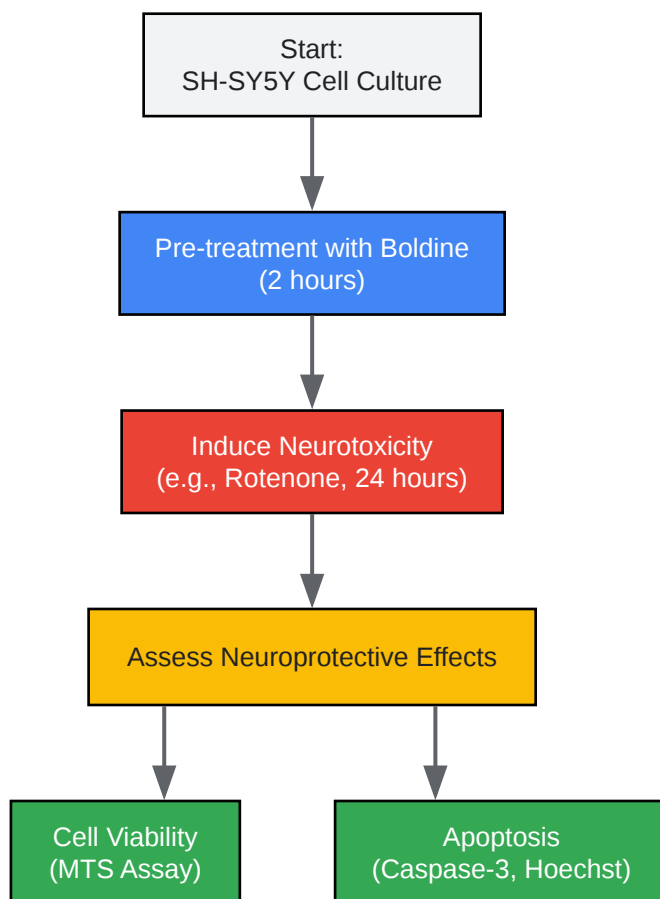 Start:
SH-SY5Y Cell Culture
Pre-treatment with Boldine
(2 hours)
Induce Neurotoxicity
(e.g., Rotenone, 24 hours)
Assess Neuroprotective Effects
Cell Viability
(MTS Assay)
Apoptosis
(Caspase-3, Hoechst)